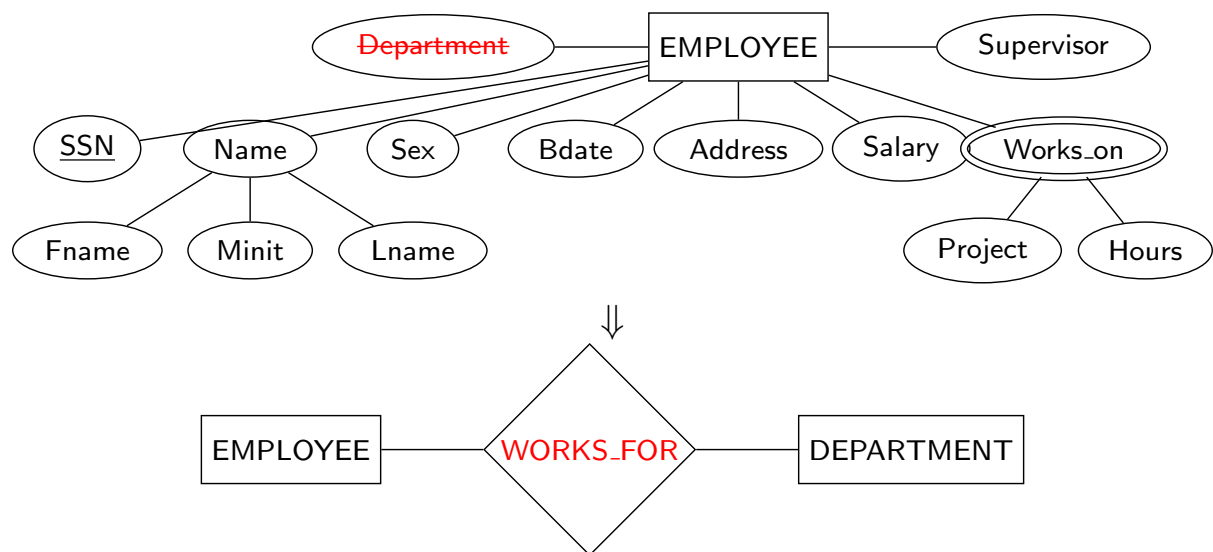 Department EMPLOYEE Supervisor
SSN Name Sex Bdate Address Salary Works_on
Fname Minit Lname Project Hours
⇓
EMPLOYEE WORKS_FOR DEPARTMENT